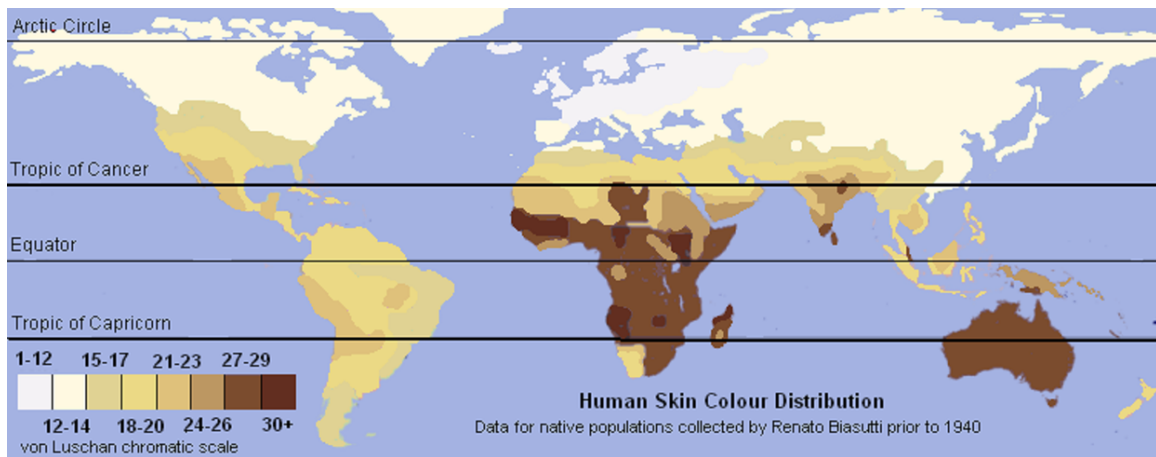 Arctic Circle
Tropic of Cancer
Equator
Tropic of Capricorn
1-12 15-17 21-23 27-29
12-14 18-20 24-26 30+
von Luschan chromatic scale
Human Skin Colour Distribution
Data for native populations collected by Renato Biasutti prior to 1940